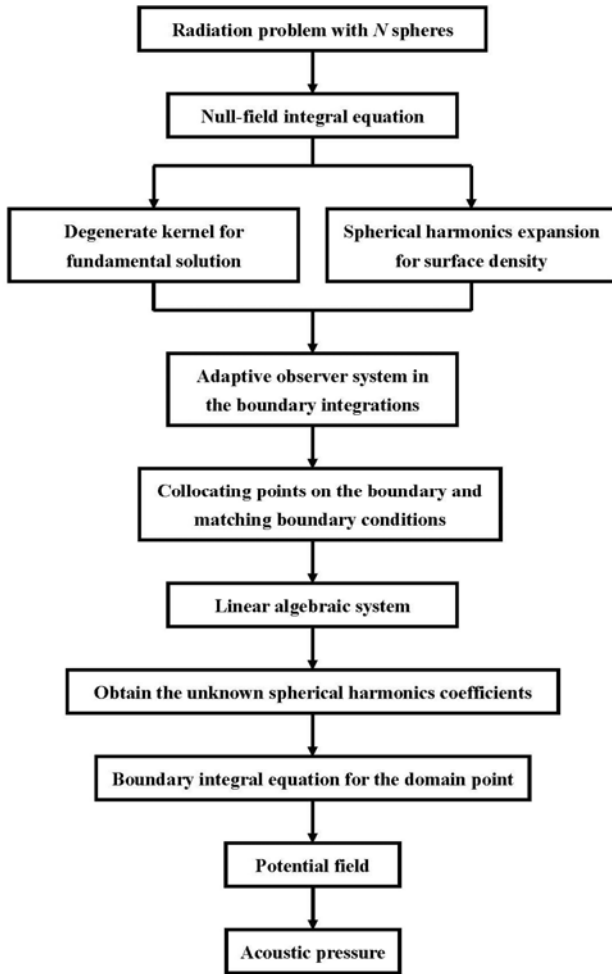 Radiation problem with N spheres
Null-field integral equation
Degenerate kernel for
fundamental solution
Spherical harmonics expansion
for surface density
Adaptive observer system in
the boundary integrations
Collocating points on the boundary and
matching boundary conditions
Linear algebraic system
Obtain the unknown spherical harmonics coefficients
Boundary integral equation for the domain point
Potential field
Acoustic pressure